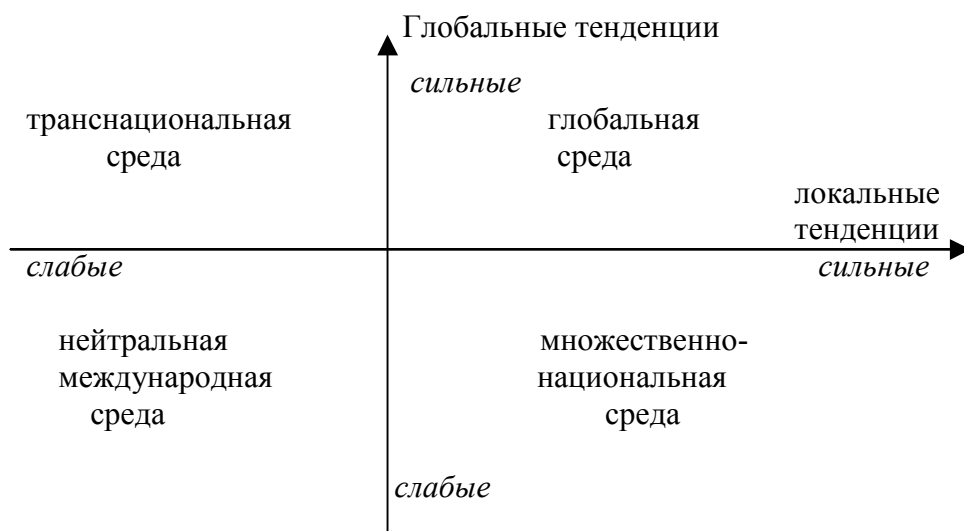 Глобальные тенденции
сильные
транснациональная
среда
глобальная
среда
локальные
тенденции
слабые
сильные
нейтральная
международная
среда
множественно-
национальная
среда
слабые